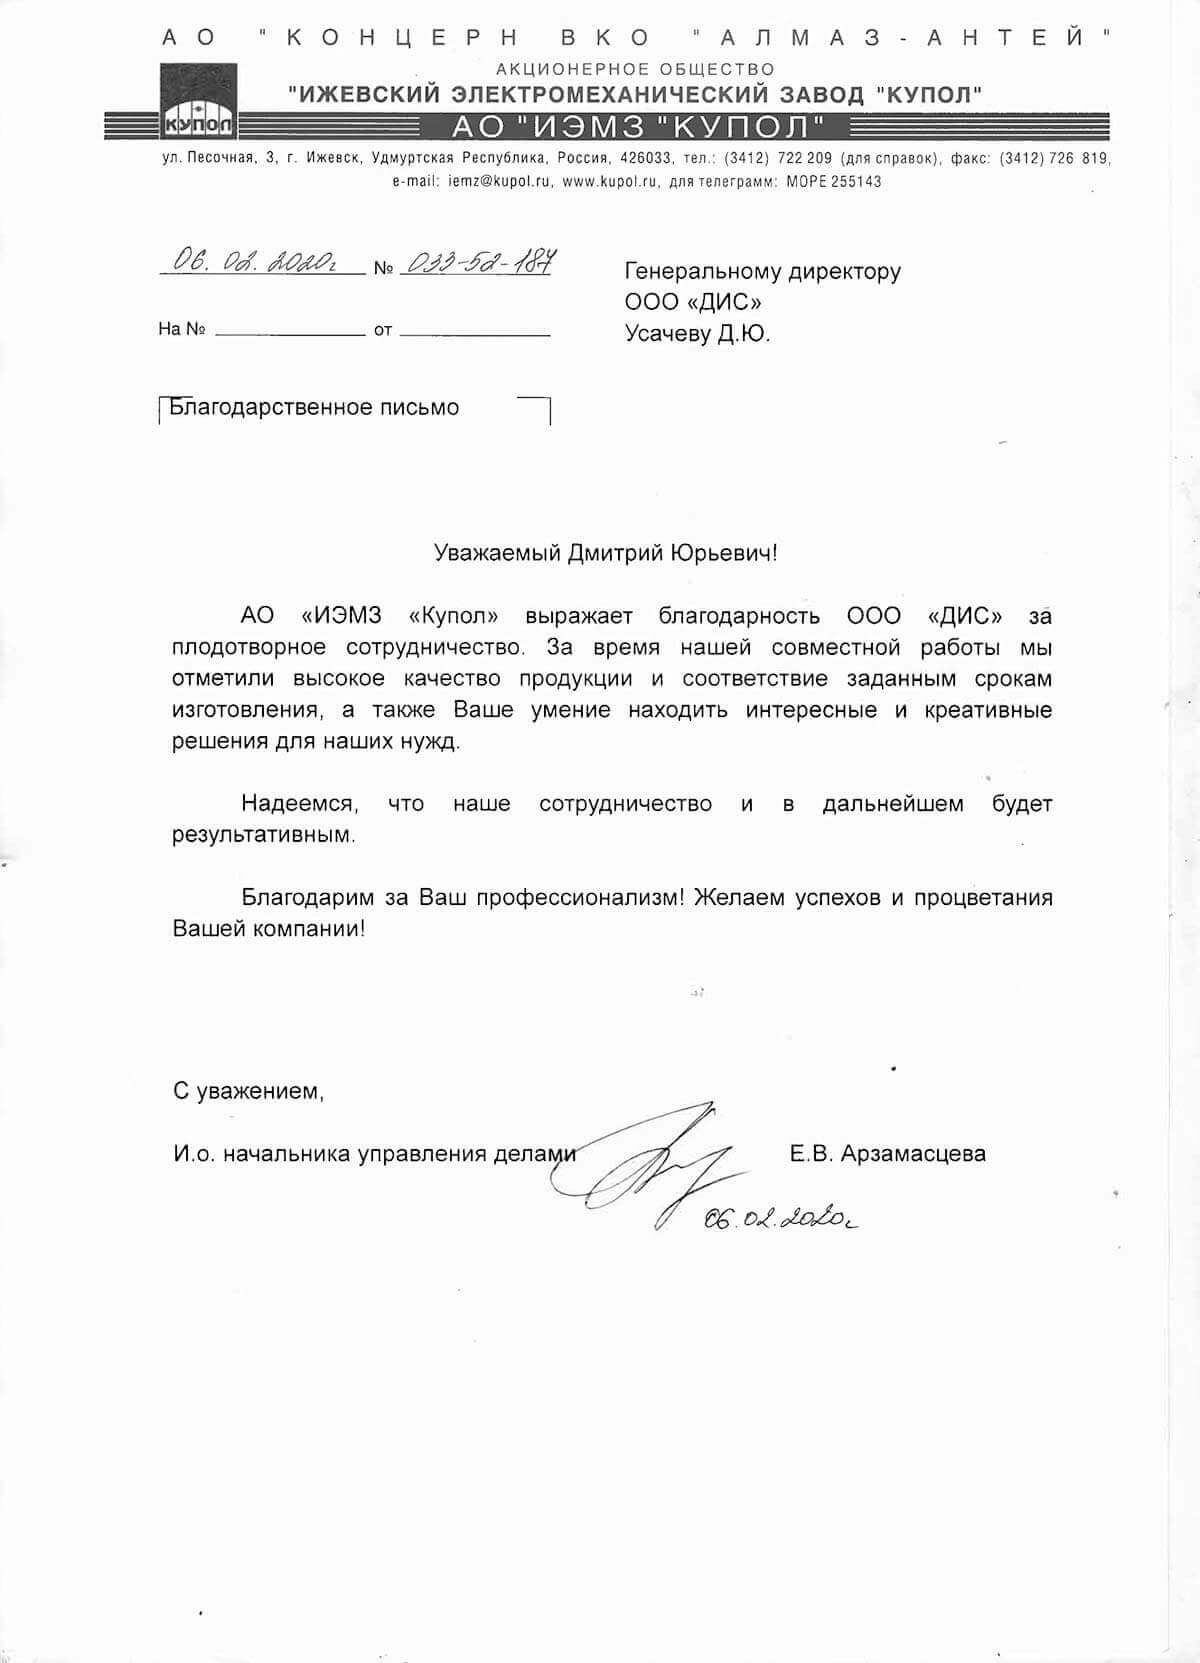 АО "КОНЦЕРН ВКО "АЛМАЗ-АНТЕЙ"
АКЦИОНЕРНОЕ ОБЩЕСТВО
"ИЖЕВСКИЙ ЭЛЕКТРОМЕХАНИЧЕСКИЙ ЗАВОД "КУПОЛ"
КУПОЛ
АО "ИЭМЗ "КУПОЛ"
ул. Песочная, 3, г. Ижевск, Удмуртская Республика, Россия, 426033, тел.: (3412) 722 209 (для справок), факс: (3412) 726 819,
e-mail: iemz@kupol.ru, www.kupol.ru, для телеграмм: МОРЕ 255143
06. 02. 2020г № 033-52-187
На № от
Генеральному директору
ООО «ДИС»
Усачеву Д.Ю.
Благодарственное письмо
Уважаемый Дмитрий Юрьевич!
АО «ИЭМЗ «Купол» выражает благодарность ООО «ДИС» за
плодотворное сотрудничество. За время нашей совместной работы мы
отметили высокое качество продукции и соответствие заданным срокам
изготовления, а также Ваше умение находить интересные и креативные
решения для наших нужд.
Надеемся, что наше сотрудничество и в дальнейшем будет
результативным.
Благодарим за Ваш профессионализм! Желаем успехов и процветания
Вашей компании!
С уважением,
И.о. начальника управления делами Е.В. Арзамасцева
06.02.2020г